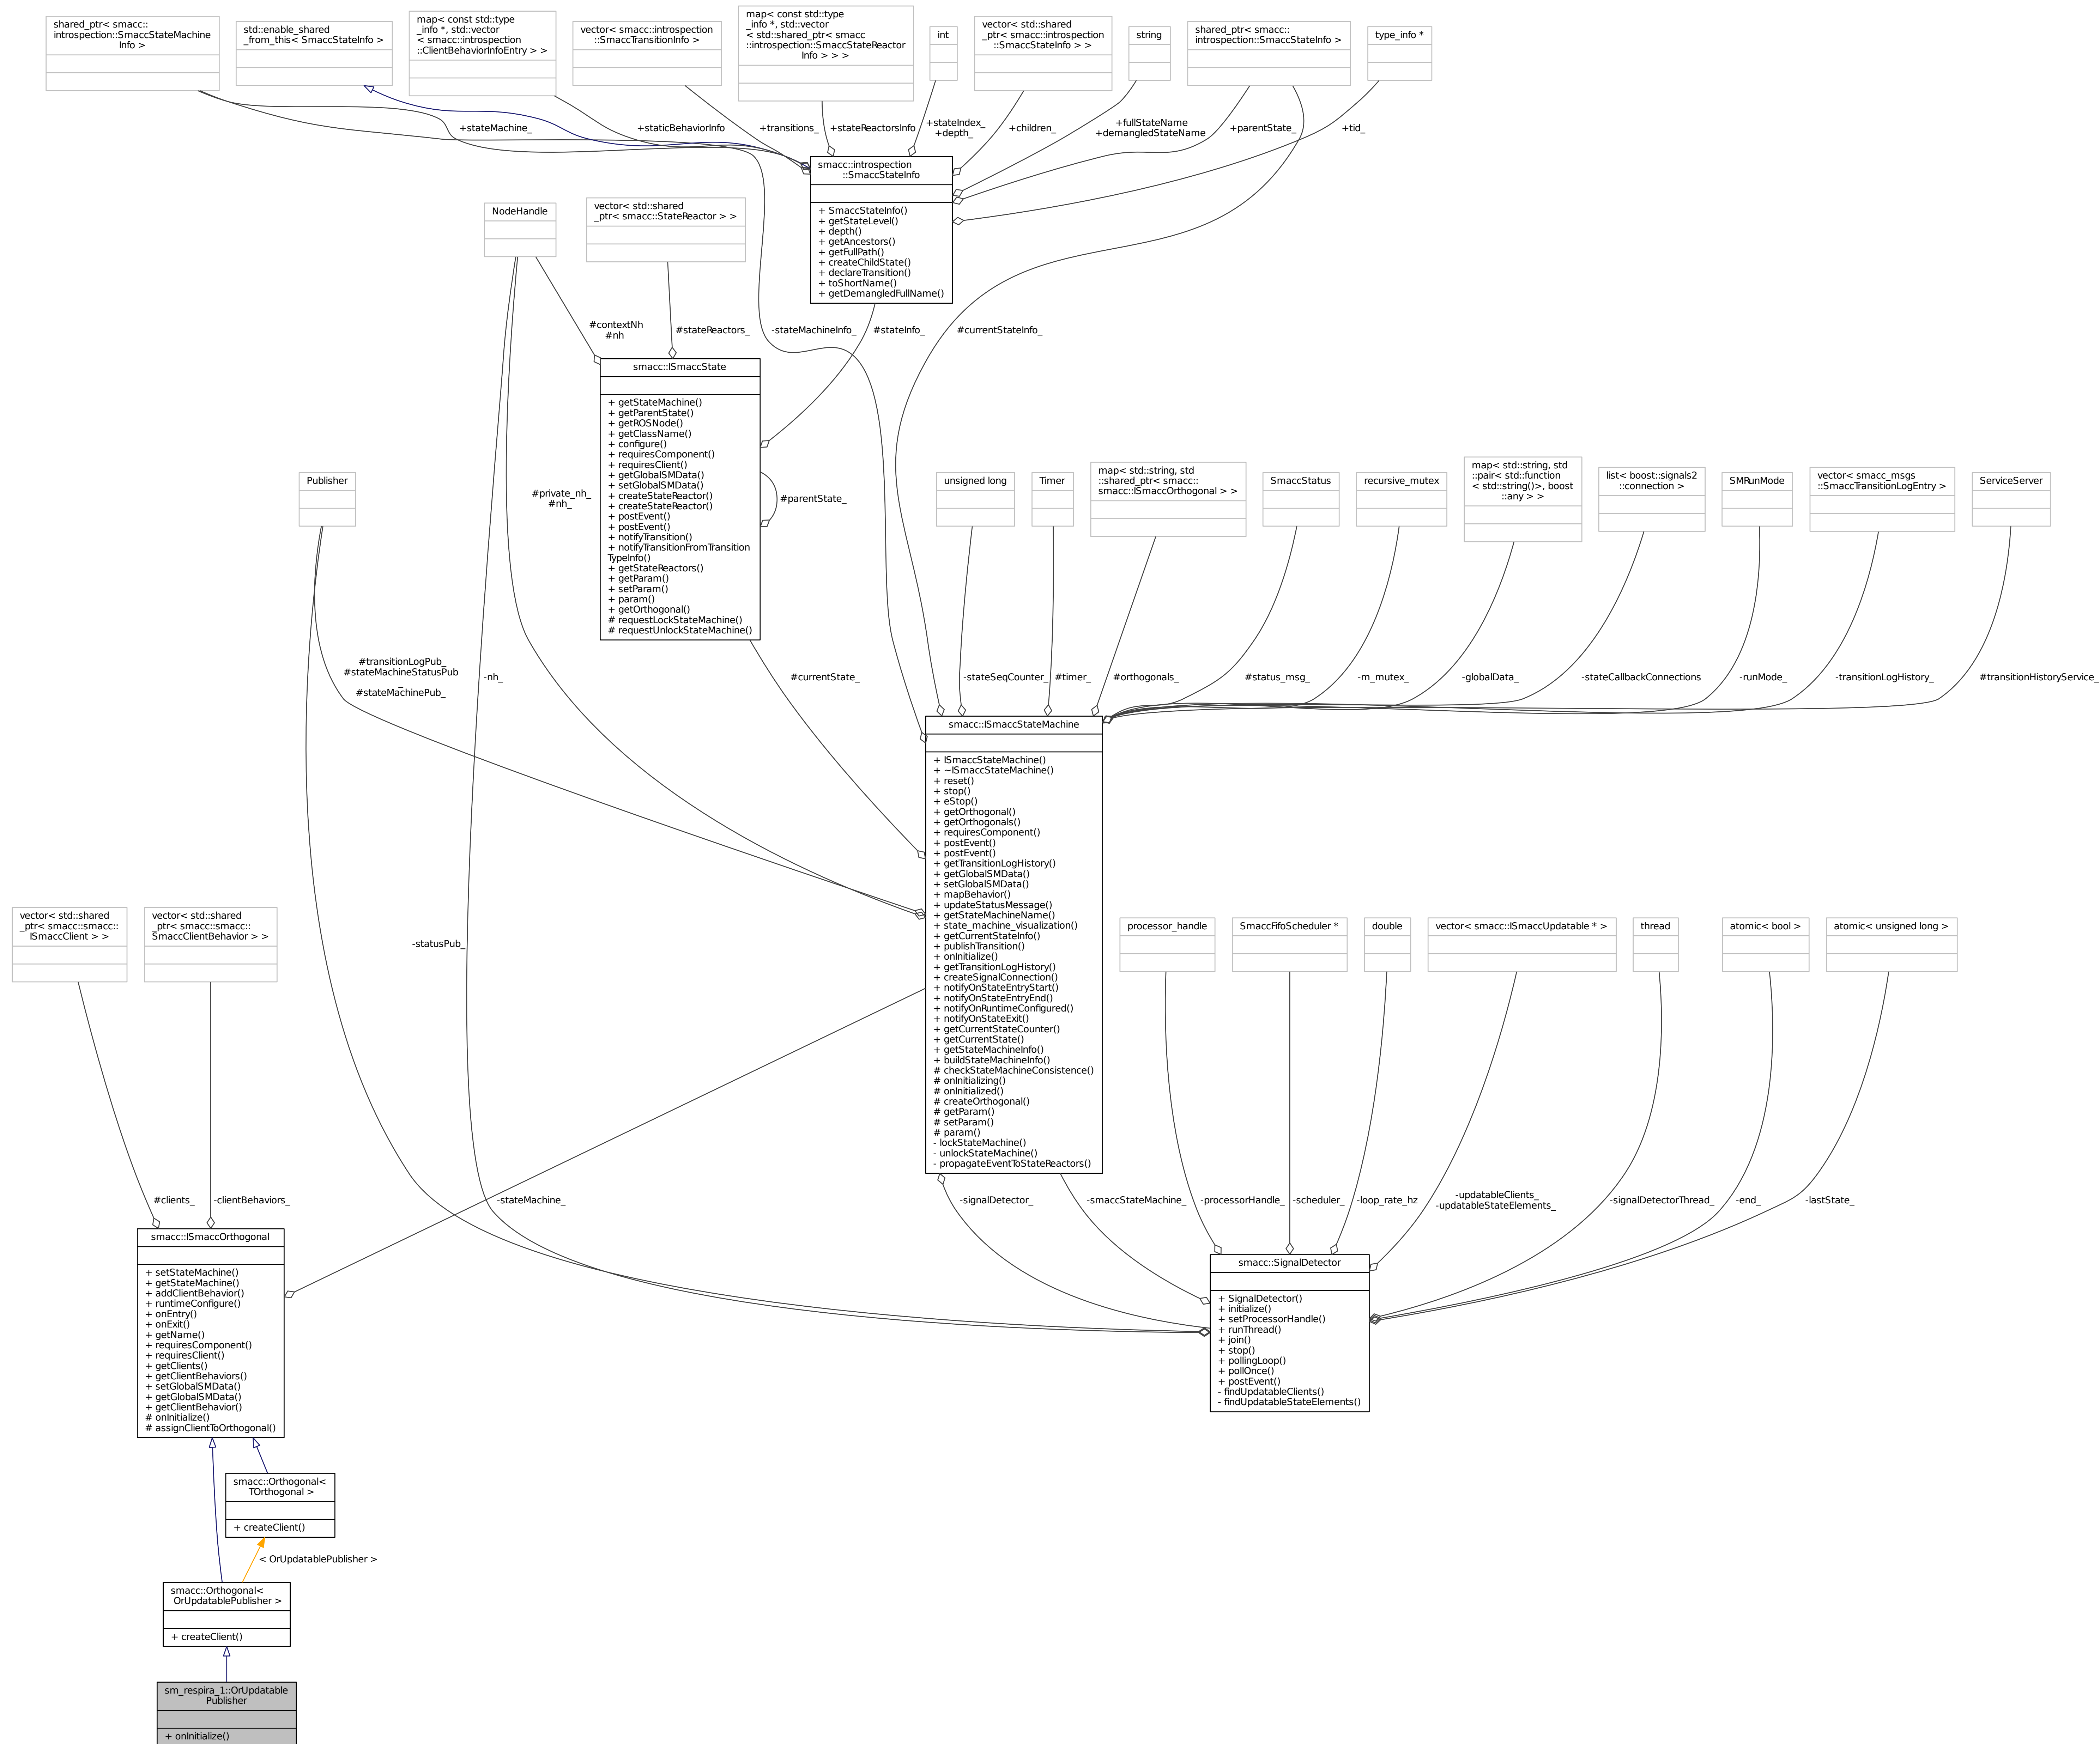 shared_ptr< smacc::
introspection::SmaccStateMachine
Info >
std::enable_shared
_from_this< SmaccStateInfo >
map< const std::type
_info *, std::vector
< smacc::introspection
::ClientBehaviorInfoEntry > >
vector< smacc::introspection
::SmaccTransitionInfo >
map< const std::type
_info *, std::vector
< std::shared_ptr< smacc
::introspection::SmaccStateReactor
Info > > >
int
vector< std::shared
_ptr< smacc::introspection
::SmaccStateInfo > >
string
shared_ptr< smacc::
introspection::SmaccStateInfo >
type_info *
+stateMachine_
+staticBehaviorInfo
+transitions_
+stateReactorsInfo
+stateIndex_
+depth_
+children_
+fullStateName
+demangledStateName
+parentState_
+tid_
smacc::introspection
::SmaccStateInfo
+ SmaccStateInfo()
+ getStateLevel()
+ depth()
+ getAncestors()
+ getFullPath()
+ createChildState()
+ declareTransition()
+ toShortName()
+ getDemangledFullName()
NodeHandle
vector< std::shared
_ptr< smacc::StateReactor > >
#contextNh
#nh
#stateReactors_
-stateMachineInfo_
#stateInfo_
#currentStateInfo_
smacc::ISmaccState
+ getStateMachine()
+ getParentState()
+ getROSNode()
+ getClassName()
+ configure()
+ requiresComponent()
+ requiresClient()
+ getGlobalSMData()
+ setGlobalSMData()
+ createStateReactor()
+ createStateReactor()
+ postEvent()
+ postEvent()
+ notifyTransition()
+ notifyTransitionFromTransition
TypeInfo()
+ getStateReactors()
+ getParam()
+ setParam()
+ param()
+ getOrthogonal()
# requestLockStateMachine()
# requestUnlockStateMachine()
#private_nh_
#nh_
#parentState_
Publisher
unsigned long
Timer
map< std::string, std
::shared_ptr< smacc::
smacc::ISmaccOrthogonal > >
SmaccStatus
recursive_mutex
map< std::string, std
::pair< std::function
< std::string()>, boost
::any > >
list< boost::signals2
::connection >
SMRunMode
vector< smacc_msgs
::SmaccTransitionLogEntry >
ServiceServer
#transitionLogPub_
#stateMachineStatusPub
_
#stateMachinePub_
-nh_
#currentState_
-stateSeqCounter_
#timer_
#orthogonals_
#status_msg_
-m_mutex_
-globalData_
-stateCallbackConnections
-runMode_
-transitionLogHistory_
#transitionHistoryService_
smacc::ISmaccStateMachine
+ ISmaccStateMachine()
+ ~ISmaccStateMachine()
+ reset()
+ stop()
+ eStop()
+ getOrthogonal()
+ getOrthogonals()
+ requiresComponent()
+ postEvent()
+ postEvent()
+ getTransitionLogHistory()
+ getGlobalSMData()
+ setGlobalSMData()
+ mapBehavior()
+ updateStatusMessage()
+ getStateMachineName()
+ state_machine_visualization()
+ getCurrentStateInfo()
+ publishTransition()
+ onInitialize()
+ getTransitionLogHistory()
+ createSignalConnection()
+ notifyOnStateEntryStart()
+ notifyOnStateEntryEnd()
+ notifyOnRuntimeConfigured()
+ notifyOnStateExit()
+ getCurrentStateCounter()
+ getCurrentState()
+ getStateMachineInfo()
+ buildStateMachineInfo()
# checkStateMachineConsistence()
# onInitializing()
# onInitialized()
# createOrthogonal()
# getParam()
# setParam()
# param()
- lockStateMachine()
- unlockStateMachine()
- propagateEventToStateReactors()
vector< std::shared
_ptr< smacc::smacc::
ISmaccClient > >
vector< std::shared
_ptr< smacc::smacc::
SmaccClientBehavior > >
-statusPub_
processor_handle
SmaccFifoScheduler *
double
vector< smacc::ISmaccUpdatable * >
thread
atomic< bool >
atomic< unsigned long >
#clients_
-clientBehaviors_
-stateMachine_
-signalDetector_
-smaccStateMachine_
-processorHandle_
-scheduler_
-loop_rate_hz
-updatableClients_
-updatableStateElements_
-signalDetectorThread_
-end_
-lastState_
smacc::ISmaccOrthogonal
+ setStateMachine()
+ getStateMachine()
+ addClientBehavior()
+ runtimeConfigure()
+ onEntry()
+ onExit()
+ getName()
+ requiresComponent()
+ requiresClient()
+ getClients()
+ getClientBehaviors()
+ setGlobalSMData()
+ getGlobalSMData()
+ getClientBehavior()
# onInitialize()
# assignClientToOrthogonal()
smacc::SignalDetector
+ SignalDetector()
+ initialize()
+ setProcessorHandle()
+ runThread()
+ join()
+ stop()
+ pollingLoop()
+ pollOnce()
+ postEvent()
- findUpdatableClients()
- findUpdatableStateElements()
smacc::Orthogonal<
TOrthogonal >
+ createClient()
< OrUpdatablePublisher >
smacc::Orthogonal<
OrUpdatablePublisher >
+ createClient()
sm_respira_1::OrUpdatable
Publisher
+ onInitialize()